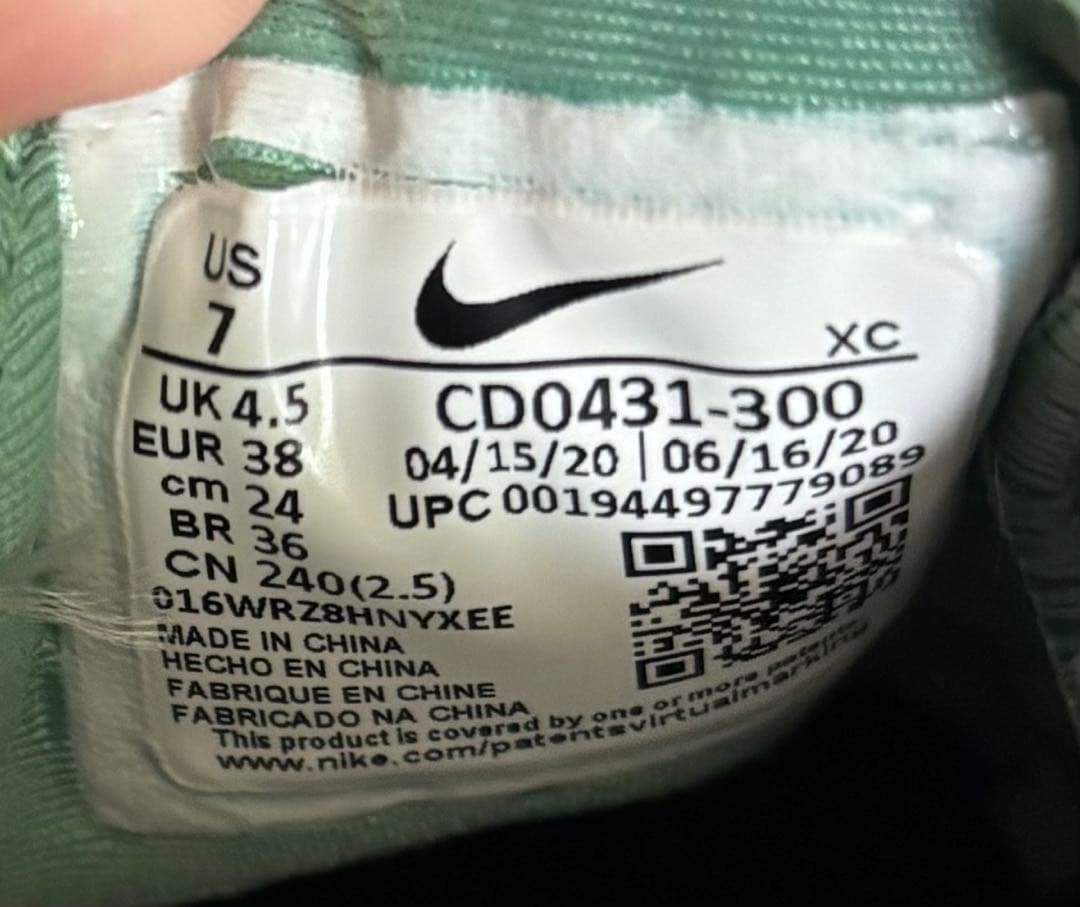 US
7
XC
UK 4.5
EUR 38
cm 24
BR 36
CN 240(2.5)
CD0431-300
04/15/20 | 06/16/20
UPC 00194497779089
016WRZ8HNYXEE
MADE IN CHINA
HECHO EN CHINA
FABRIQUE EN CHINE
FABRICADO NA CHINA
This product is covered by one or more patents
www.nike.com/patentsvirtualmarking